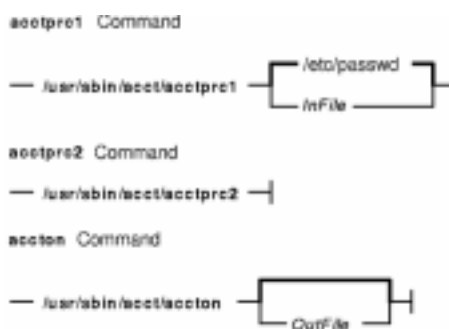 acctprc1 Command
/etc/passwd
/usr/sbin/acct/acctprc1
InFile
acctprc2 Command
/usr/sbin/acct/acctprc2
accton Command
/usr/sbin/acct/accton
OutFile